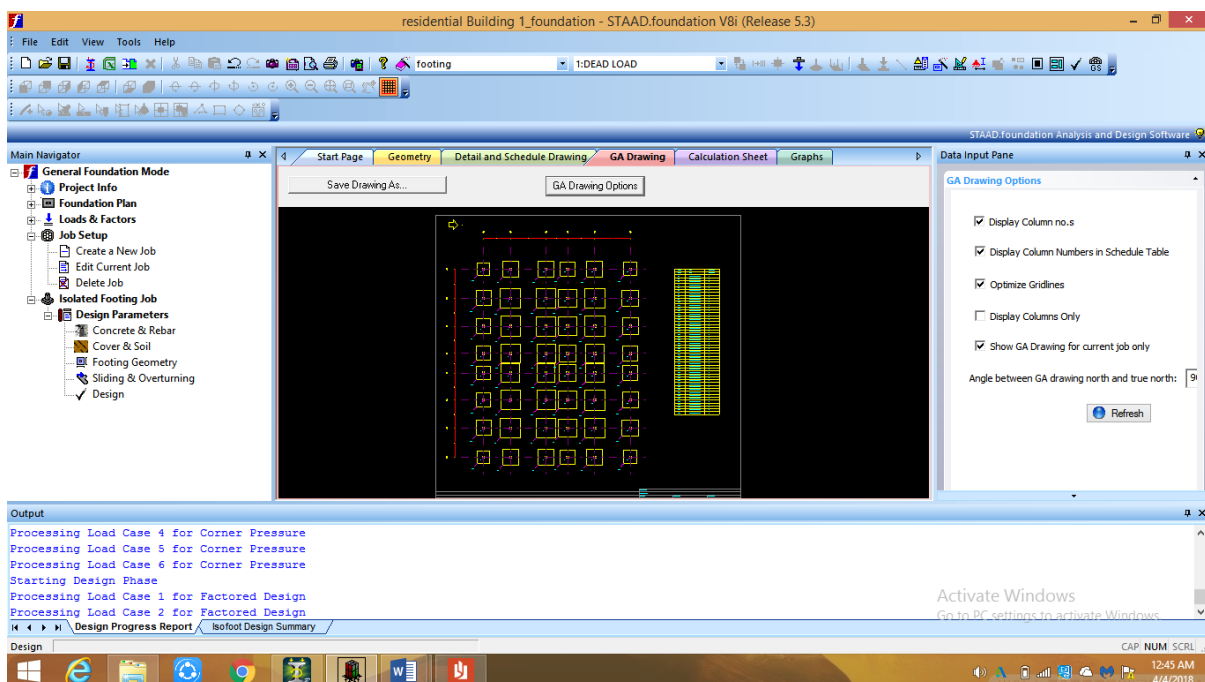 residential Building 1_foundation - STAAD.foundation V8i (Release 5.3)
File Edit View Tools Help
footing 1:DEAD LOAD
STAAD.foundation Analysis and Design Software
Main Navigator
General Foundation Mode
Project Info
Foundation Plan
Loads & Factors
Job Setup
Create a New Job
Edit Current Job
Delete Job
Isolated Footing Job
Design Parameters
Concrete & Rebar
Cover & Soil
Footing Geometry
Sliding & Overturning
Design
Start Page Geometry Detail and Schedule Drawing GA Drawing Calculation Sheet Graphs
Save Drawing As... GA Drawing Options
Data Input Pane
GA Drawing Options
Display Column no.s
Display Column Numbers in Schedule Table
Optimize Gridlines
Display Columns Only
Show GA Drawing for current job only
Angle between GA drawing north and true north:
Refresh
Output
Processing Load Case 4 for Corner Pressure
Processing Load Case 5 for Corner Pressure
Processing Load Case 6 for Corner Pressure
Starting Design Phase
Processing Load Case 1 for Factored Design
Processing Load Case 2 for Factored Design
Activate Windows
Go to PC settings to activate Windows.
Design Progress Report Isofoot Design Summary
Design CAP NUM SCRL
12:45 AM
4/4/2018